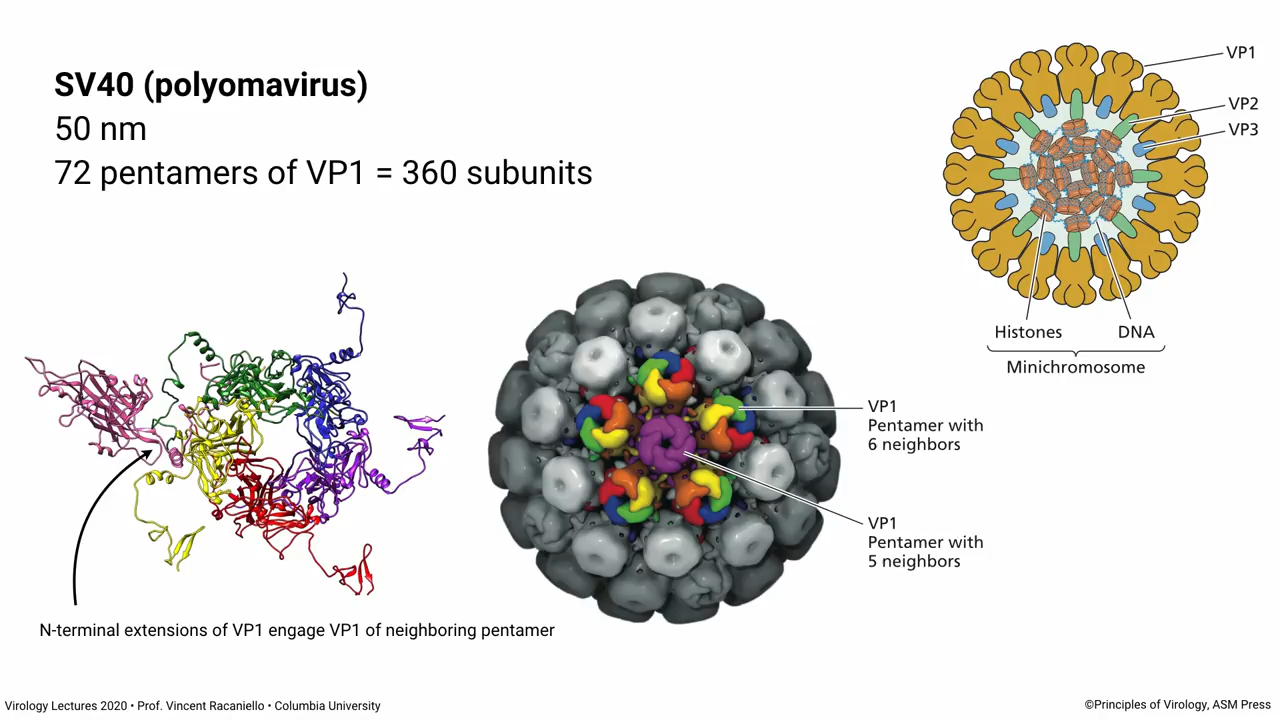 SV40 (polyomavirus)
50 nm
72 pentamers of VP1 = 360 subunits
VP1
VP2
VP3
Histones
DNA
Minichromosome
VP1
Pentamer with
6 neighbors
VP1
Pentamer with
5 neighbors
N-terminal extensions of VP1 engage VP1 of neighboring pentamer
Virology Lectures 2020 • Prof. Vincent Racaniello • Columbia University
©Principles of Virology, ASM Press